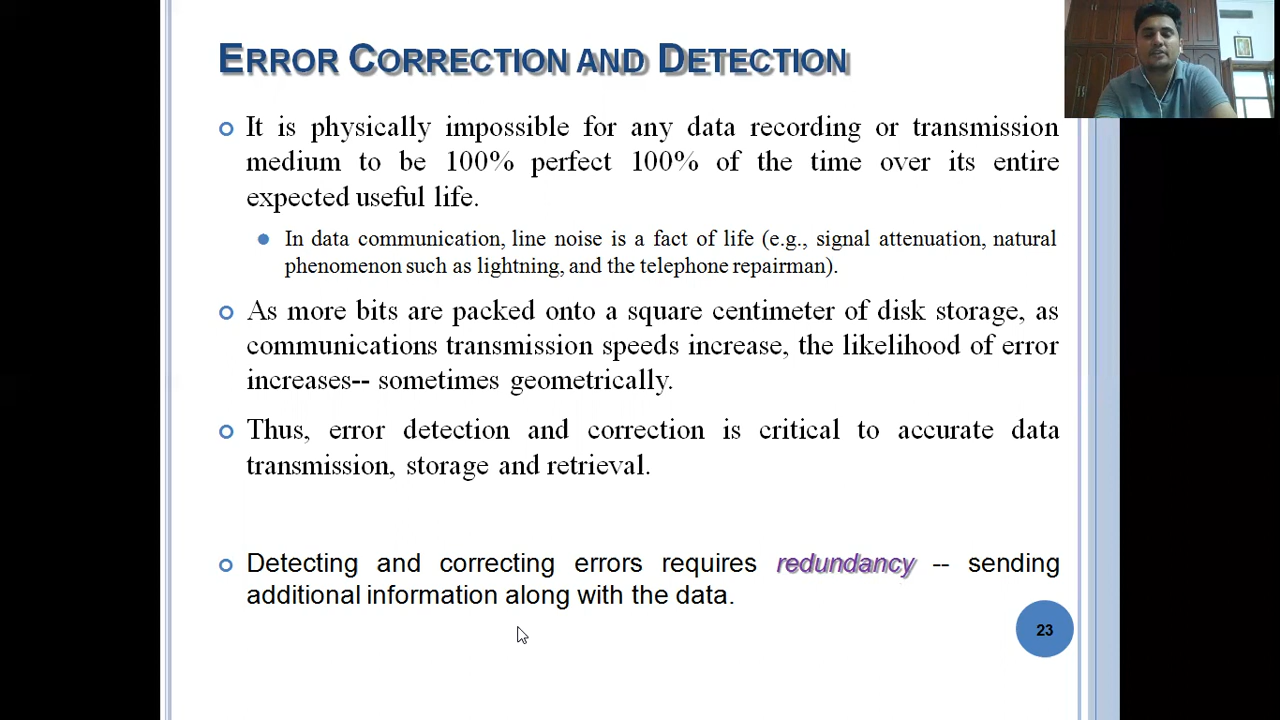 ERROR CORRECTION AND DETECTION
It is physically impossible for any data recording or transmission
medium to be 100% perfect 100% of the time over its entire
expected useful life.
In data communication, line noise is a fact of life (e.g., signal attenuation, natural
phenomenon such as lightning, and the telephone repairman).
As more bits are packed onto a square centimeter of disk storage, as
communications transmission speeds increase, the likelihood of error
increases-- sometimes geometrically.
Thus, error detection and correction is critical to accurate data
transmission, storage and retrieval.
Detecting and correcting errors requires redundancy -- sending
additional information along with the data.
23